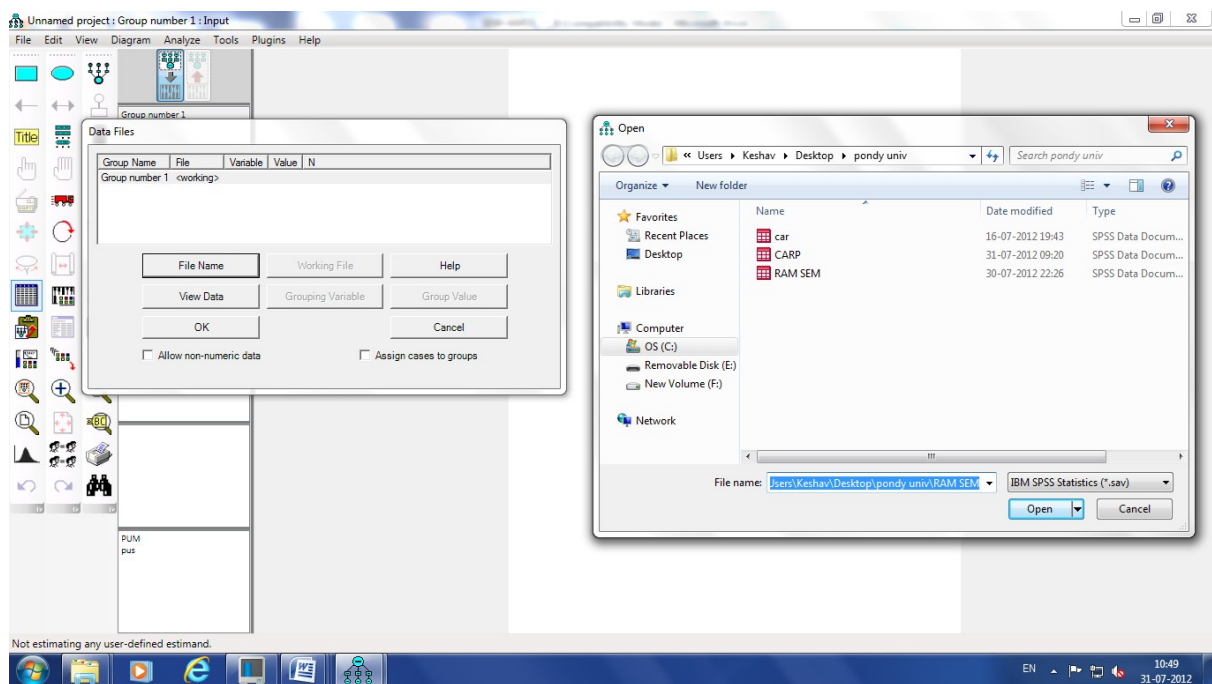 Unnamed project : Group number 1 : Input
File Edit View Diagram Analyze Tools Plugins Help
Title
Group number 1
Data Files
Group Name File Variable Value N
Group number 1 <working>
File Name Working File Help
View Data Grouping Variable Group Value
OK Cancel
Allow non-numeric data Assign cases to groups
PUM
pus
Not estimating any user-defined estimand.
Open
« Users Keshav Desktop pondy univ
Search pondy univ
Organize New folder
Favorites
Recent Places
Desktop
Libraries
Computer
OS (C:)
Removable Disk (E:)
New Volume (F:)
Network
Name Date modified Type
car 16-07-2012 19:43 SPSS Data Docum...
CARP 31-07-2012 09:20 SPSS Data Docum...
RAM SEM 30-07-2012 22:26 SPSS Data Docum...
File name: Jsers\Keshav\Desktop\pondy univ\RAM SEM IBM SPSS Statistics (*.sav)
Open Cancel
EN 10:49
31-07-2012